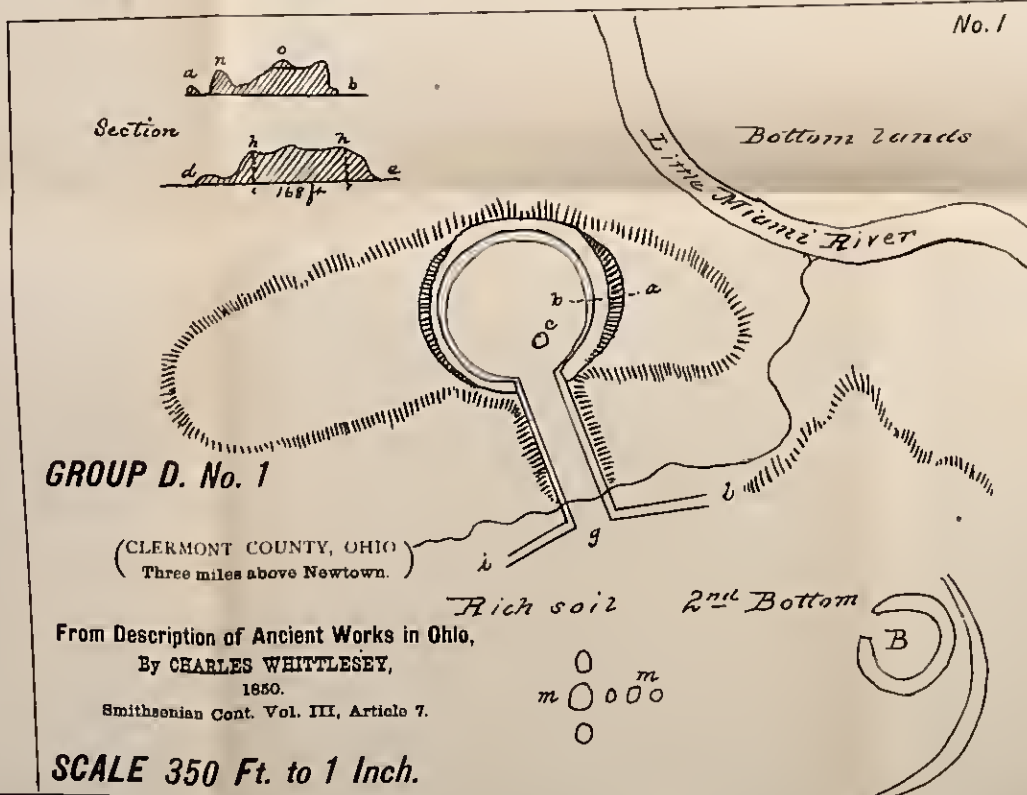 No. 1
a n o b
Section
d h h e
168 ft
Bottom lands
Little Miami River
b a
c
GROUP D. No. 1
l
g
(CLERMONT COUNTY, OHIO
Three miles above Newtown.)
i
Rich soil 2nd Bottom
B
From Description of Ancient Works in Ohio,
By CHARLES WHITTLESEY,
1850.
Smithsonian Cont. Vol. III, Article 7.
m m
SCALE 350 Ft. to 1 Inch.